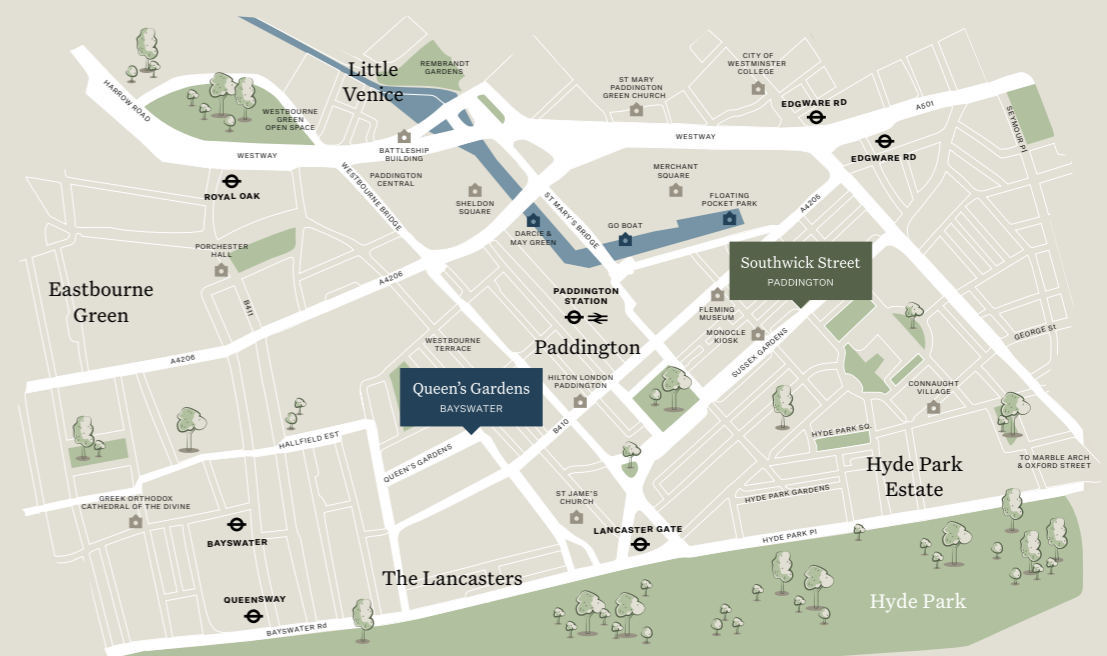 Little
Venice
REMBRANDT
GARDENS
CITY OF
WESTMINSTER
COLLEGE
ST MARY
PADDINGTON
GREEN CHURCH
EDGWARE RD
A501
HARROW ROAD
WESTBOURNE
GREEN
OPEN SPACE
SEYMOUR Pl
WESTWAY
WESTWAY
BATTLESHIP
BUILDING
EDGWARE RD
ROYAL OAK
PADDINGTON
CENTRAL
WESTBOURNE BRIDGE
MERCHANT
SQUARE
SHELDON
SQUARE
ST MARY'S BRIDGE
FLOATING
POCKET PARK
A4206
DARCIE &
MAY GREEN
GO BOAT
PORCHESTER
HALL
Southwick Street
PADDINGTON
A4206
Eastbourne
Green
B411
PADDINGTON
STATION
FLEMING
MUSEUM
MONOCLE
KIOSK
SUSSEX GARDENS
GEORGE St
WESTBOURNE
TERRACE
Paddington
A4206
Queen's Gardens
BAYSWATER
HILTON LONDON
PADDINGTON
CONNAUGHT
VILLAGE
B410
HYDE PARK SQ.
HALLFIELD EST
QUEEN'S GARDENS
Hyde Park
Estate
TO MARBLE ARCH
& OXFORD STREET
GREEK ORTHODOX
CATHEDRAL OF THE DIVINE
ST JAME'S
CHURCH
HYDE PARK GARDENS
BAYSWATER
LANCASTER GATE
HYDE PARK Pl
The Lancasters
QUEENSWAY
Hyde Park
BAYSWATER Rd